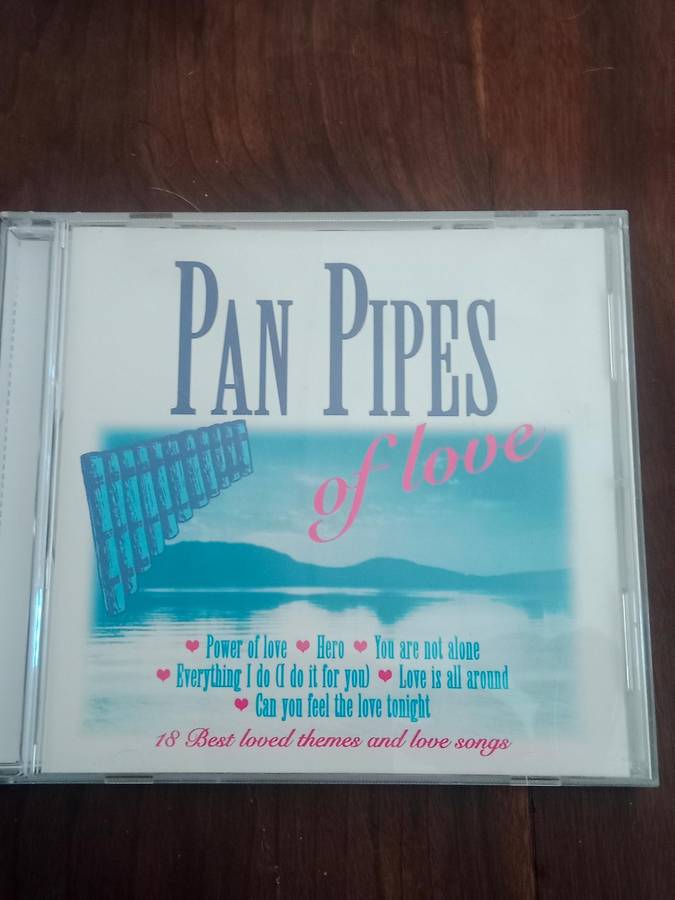 PAN PIPES
of love
❤ Power of love ❤ Hero ❤ You are not alone
❤ Everything I do (I do it for you) ❤ Love is all around
❤ Can you feel the love tonight
18 Best loved themes and love songs